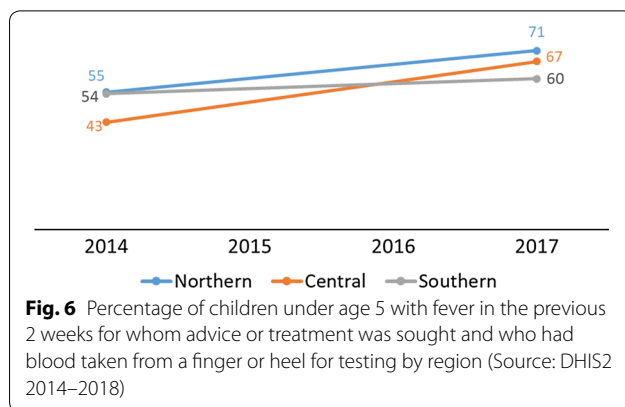 71
55
67
54
60
43
2014 2015 2016 2017
Northern Central Southern
Fig. 6 Percentage of children under age 5 with fever in the previous
2 weeks for whom advice or treatment was sought and who had
blood taken from a finger or heel for testing by region (Source: DHIS2
2014–2018)